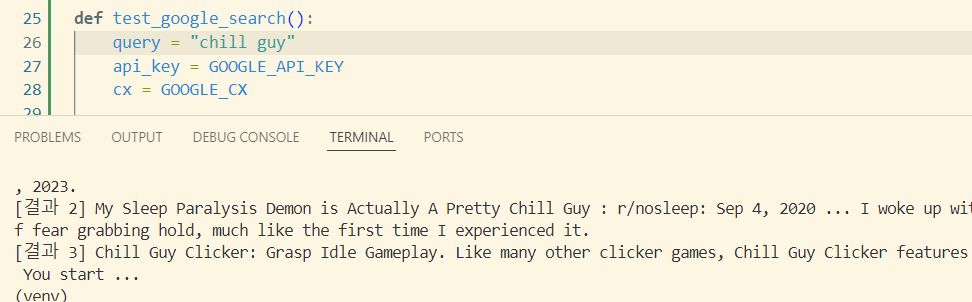 25 def test_google_search():
26 query = "chill guy"
27 api_key = GOOGLE_API_KEY
28 cx = GOOGLE_CX
29
PROBLEMS OUTPUT DEBUG CONSOLE TERMINAL PORTS
, 2023.
[결과 2] My Sleep Paralysis Demon is Actually A Pretty Chill Guy : r/nosleep: Sep 4, 2020 ... I woke up wit
f fear grabbing hold, much like the first time I experienced it.
[결과 3] Chill Guy Clicker: Grasp Idle Gameplay. Like many other clicker games, Chill Guy Clicker features
You start ...
(venv)